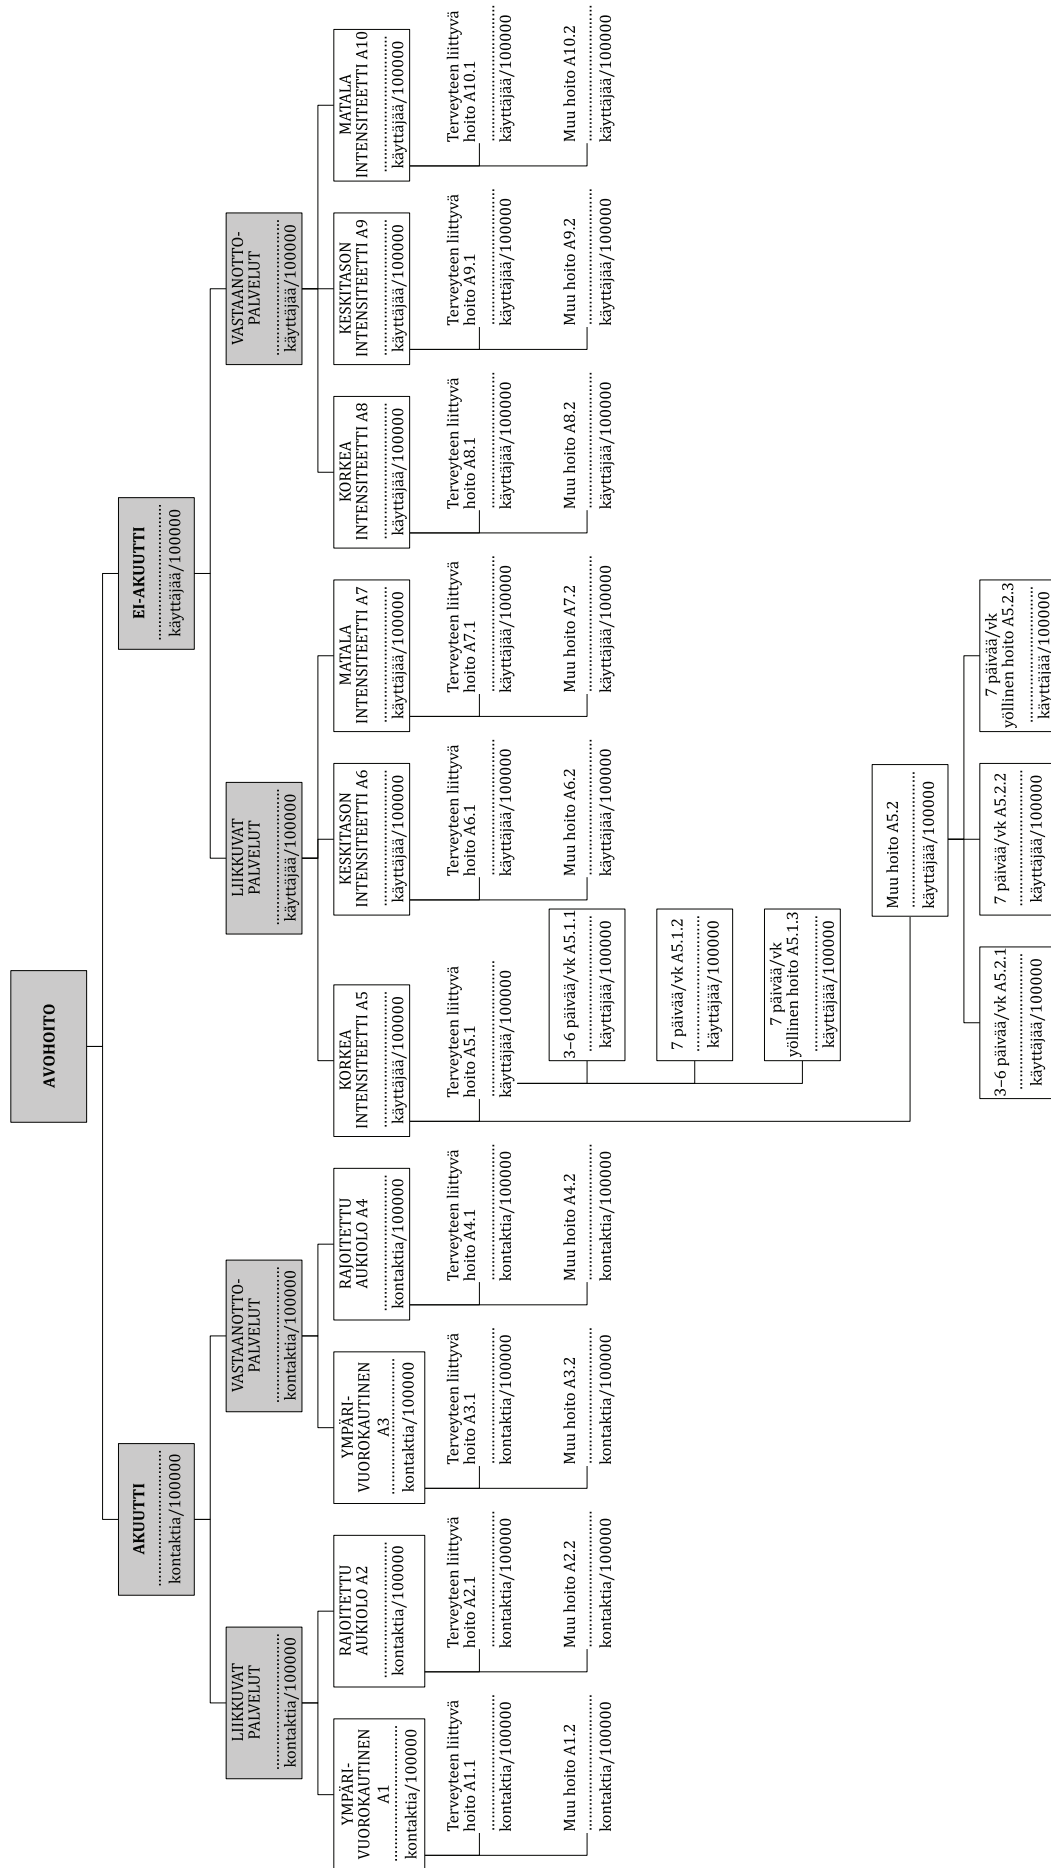 AVOHOITO
AKUUTTI
........................................
kontaktia/100000
EI-AKUUTTI
........................................
käyttäjää/100000
LIIKKUVAT
PALVELUT
........................................
kontaktia/100000
VASTAANOTTO-
PALVELUT
........................................
kontaktia/100000
LIIKKUVAT
PALVELUT
........................................
käyttäjää/100000
VASTAANOTTO-
PALVELUT
........................................
käyttäjää/100000
YMPÄRI-
VUOROKAUTINEN
A1
........................................
kontaktia/100000
RAJOITETTU
AUKIOLO A2
........................................
kontaktia/100000
YMPÄRI-
VUOROKAUTINEN
A3
........................................
kontaktia/100000
RAJOITETTU
AUKIOLO A4
........................................
kontaktia/100000
KORKEA
INTENSITEETTI A5
........................................
käyttäjää/100000
KESKITASON
INTENSITEETTI A6
........................................
käyttäjää/100000
MATALA
INTENSITEETTI A7
........................................
käyttäjää/100000
KORKEA
INTENSITEETTI A8
........................................
käyttäjää/100000
KESKITASON
INTENSITEETTI A9
........................................
käyttäjää/100000
MATALA
INTENSITEETTI A10
........................................
käyttäjää/100000
Terveyteen liittyvä
hoito A1.1
........................................
kontaktia/100000
Terveyteen liittyvä
hoito A2.1
........................................
kontaktia/100000
Terveyteen liittyvä
hoito A3.1
........................................
kontaktia/100000
Terveyteen liittyvä
hoito A4.1
........................................
kontaktia/100000
Terveyteen liittyvä
hoito A5.1
........................................
käyttäjää/100000
Terveyteen liittyvä
hoito A6.1
........................................
käyttäjää/100000
Terveyteen liittyvä
hoito A7.1
........................................
käyttäjää/100000
Terveyteen liittyvä
hoito A8.1
........................................
käyttäjää/100000
Terveyteen liittyvä
hoito A9.1
........................................
käyttäjää/100000
Terveyteen liittyvä
hoito A10.1
........................................
käyttäjää/100000
Muu hoito A1.2
........................................
kontaktia/100000
Muu hoito A2.2
........................................
kontaktia/100000
Muu hoito A3.2
........................................
kontaktia/100000
Muu hoito A4.2
........................................
kontaktia/100000
3–6 päivää/vk A5.1.1
........................................
käyttäjää/100000
Muu hoito A6.2
........................................
käyttäjää/100000
Muu hoito A7.2
........................................
käyttäjää/100000
Muu hoito A8.2
........................................
käyttäjää/100000
Muu hoito A9.2
........................................
käyttäjää/100000
Muu hoito A10.2
........................................
käyttäjää/100000
7 päivää/vk A5.1.2
........................................
käyttäjää/100000
7 päivää/vk
yöllinen hoito A5.1.3
........................................
käyttäjää/100000
Muu hoito A5.2
........................................
käyttäjää/100000
3–6 päivää/vk A5.2.1
........................................
käyttäjää/100000
7 päivää/vk A5.2.2
........................................
käyttäjää/100000
7 päivää/vk
yöllinen hoito A5.2.3
........................................
käyttäjää/100000